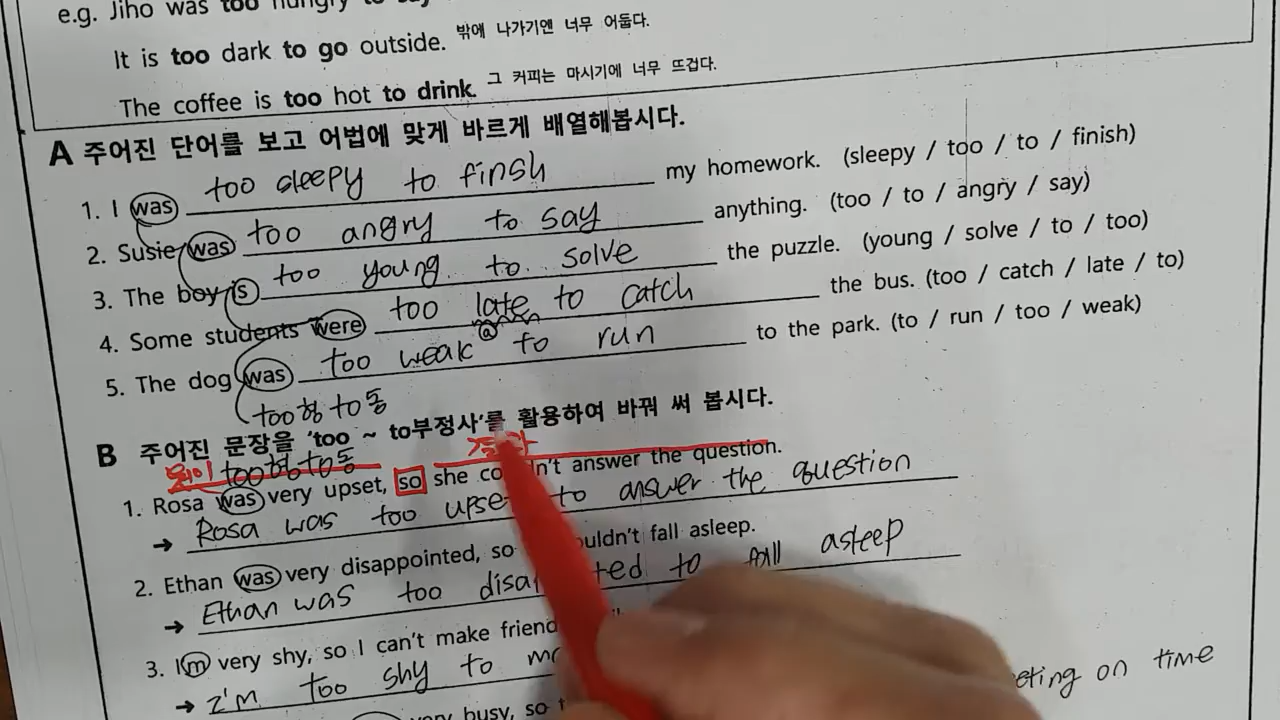 e.g. Jiho was too hungry to say
It is too dark to go outside. 밖에 나가기엔 너무 어둡다.
The coffee is too hot to drink. 그 커피는 마시기에 너무 뜨겁다.
A 주어진 단어를 보고 어법에 맞게 바르게 배열해봅시다.
1. I was too sleepy to finsh my homework. (sleepy / too / to / finish)
2. Susie was too angry to say anything. (too / to / angry / say)
3. The boy is too young to solve the puzzle. (young / solve / to / too)
4. Some students were too late to catch the bus. (too / catch / late / to)
5. The dog was too weak to run to the park. (to / run / too / weak)
too형 to동
B 주어진 문장을 'too ~ to부정사'를 활용하여 바꿔 써 봅시다.
too형 to동
1. Rosa was very upset, so she couldn't answer the question.
→ Rosa was too to answer the question
2. Ethan was very disappointed, so fall asleep.
→ Ethan was too to fall asleep
3. I'm very shy, so I can't make
→ I'm too shy to
busy, so
on time